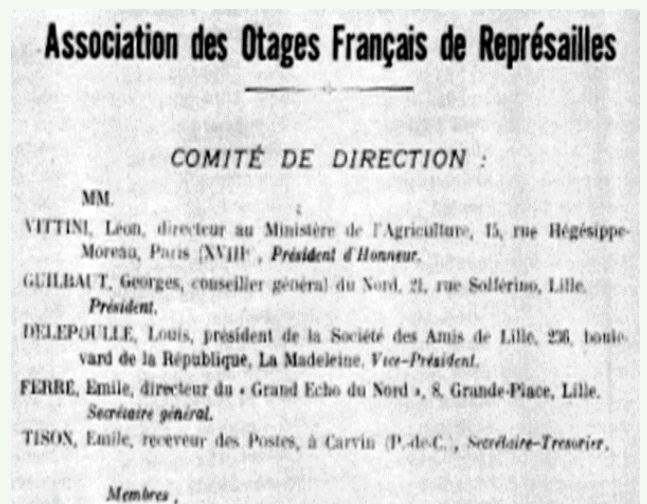 Association des Otages Français de Représailles
COMITÉ DE DIRECTION :
MM.
VITTINI, Léon, directeur au Ministère de l'Agriculture, 15, rue Hégésippe-
Moreau, Paris (XVIIIe), Président d'Honneur.
GUILBAUT, Georges, conseiller général du Nord, 21, rue Solférino, Lille.
Président.
DELEPOULLE, Louis, président de la Société des Amis de Lille, 236, boule-
vard de la République, La Madeleine. Vice-Président.
FERRÉ, Emile, directeur du « Grand Echo du Nord », 8, Grande-Place, Lille.
Secrétaire général.
TISON, Emile, receveur des Postes, à Carvin (P.-de-C.), Secrétaire-Tresorier.
Membres,